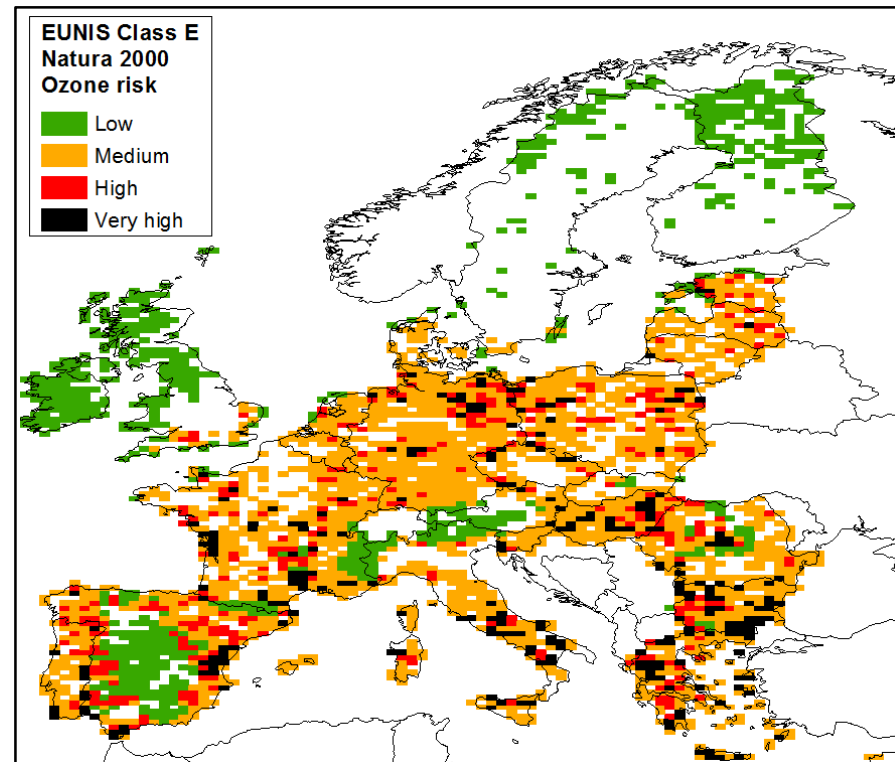 EUNIS Class E
Natura 2000
Ozone risk
Low
Medium
High
Very high